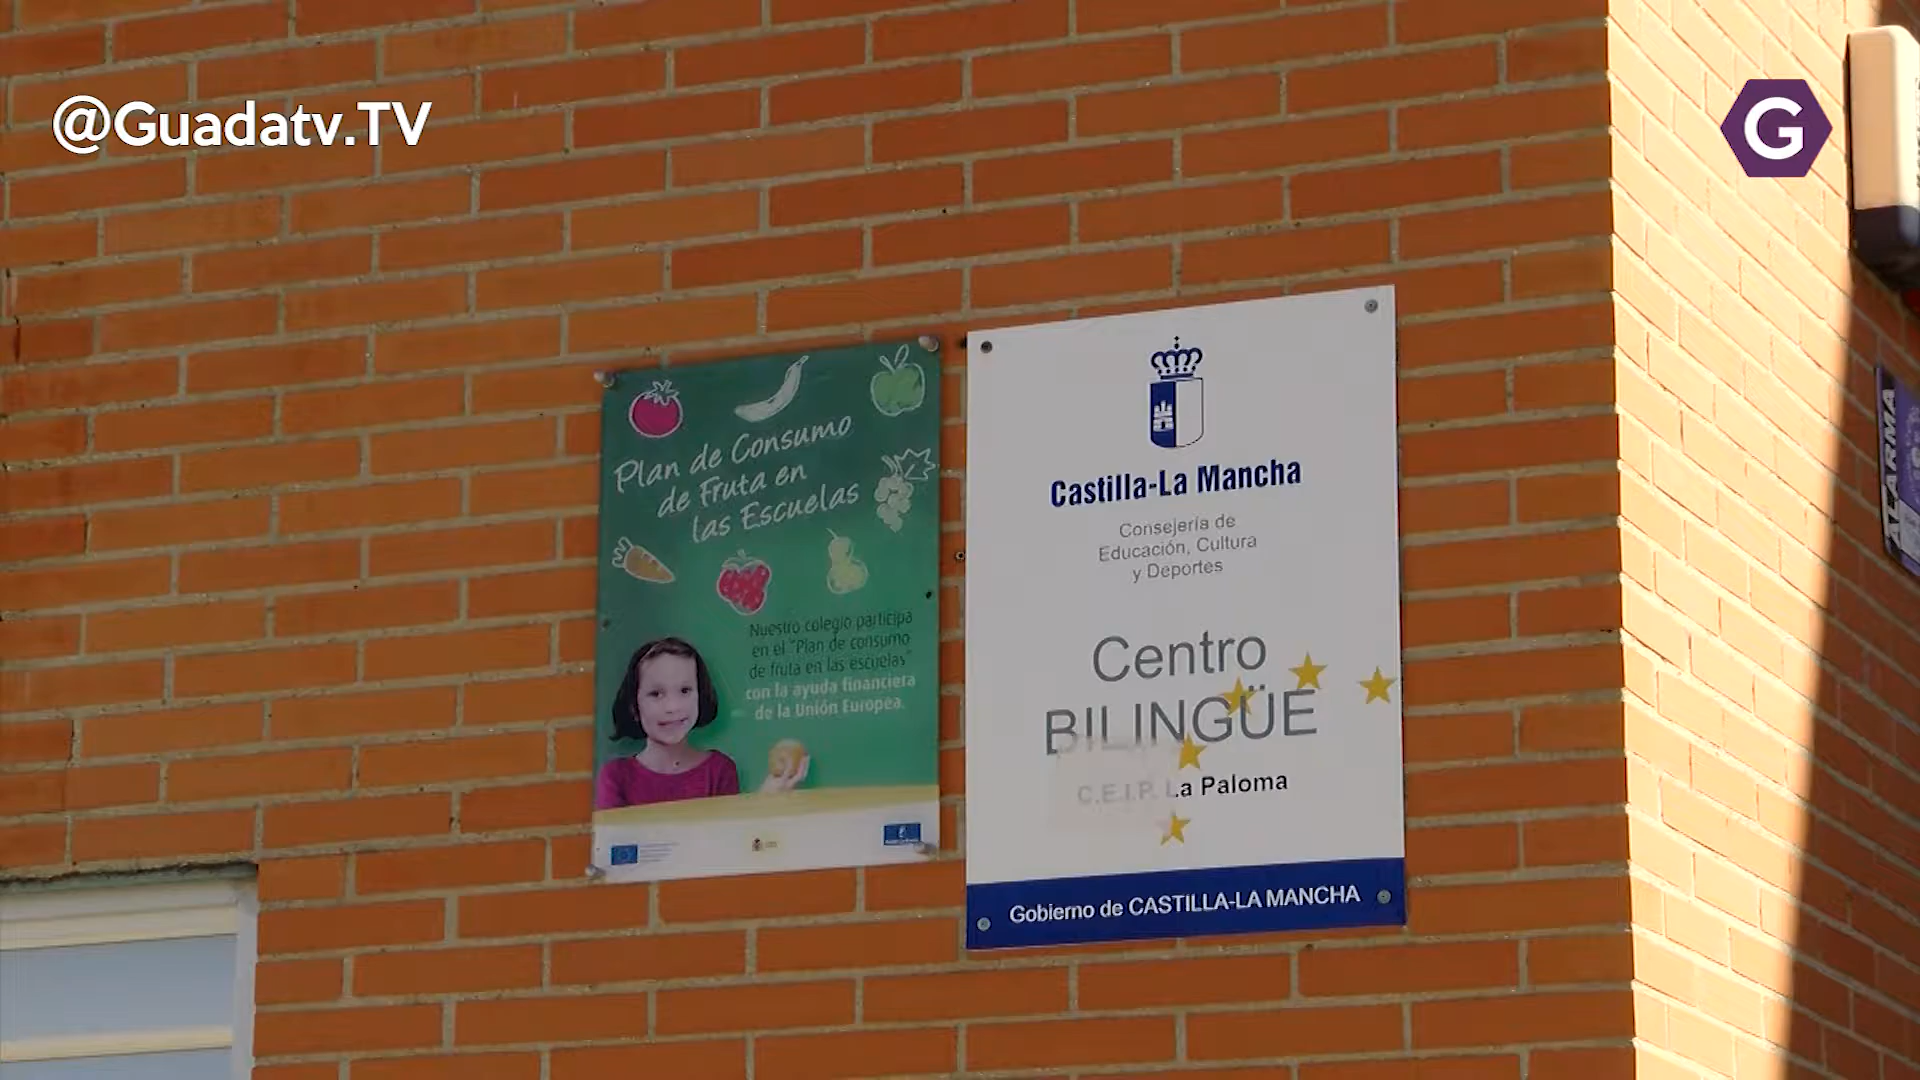 @Guadatv.TV
G
Plan de Consumo
de Fruta en
las Escuelas
Nuestro colegio participa
en el "Plan de consumo
de fruta en las escuelas"
con la ayuda financiera
de la Unión Europea.
Castilla-La Mancha
Consejería de
Educación, Cultura
y Deportes
Centro
BILINGÜE
C.E.I.P. La Paloma
Gobierno de CASTILLA-LA MANCHA
ALARMA